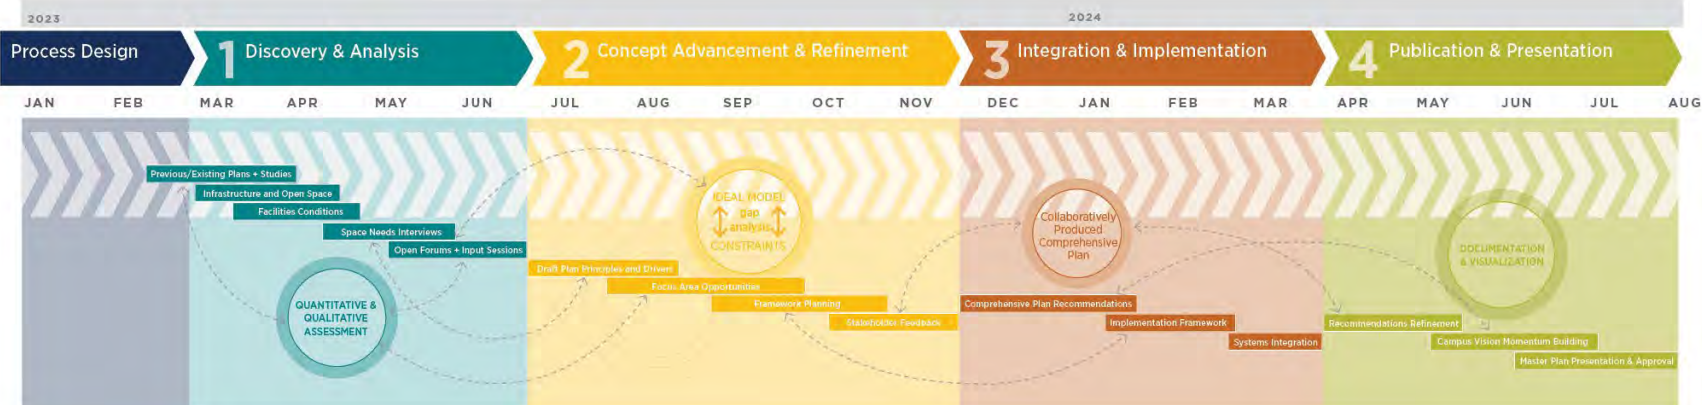 2023
2024
Process Design
1 Discovery & Analysis
2 Concept Advancement & Refinement
3 Integration & Implementation
4 Publication & Presentation
JAN FEB MAR APR MAY JUN JUL AUG SEP OCT NOV DEC JAN FEB MAR APR MAY JUN JUL AUG
Previous/Existing Plans + Studies
Infrastructure and Open Space
Facilities Conditions
Space Needs Interviews
Open Forums + Input Sessions
QUANTITATIVE &
QUALITATIVE
ASSESSMENT
IDEAL MODEL
gap
analysis
CONSTRAINTS
Draft Plan Principles and Drivers
Focus Area Opportunities
Framework Planning
Stakeholder Feedback
Collaboratively
Produced
Comprehensive
Plan
Comprehensive Plan Recommendations
Implementation Framework
Systems Integration
DOCUMENTATION
& VISUALIZATION
Recommendations Refinement
Campus Vision Momentum Building
Master Plan Presentation & Approval